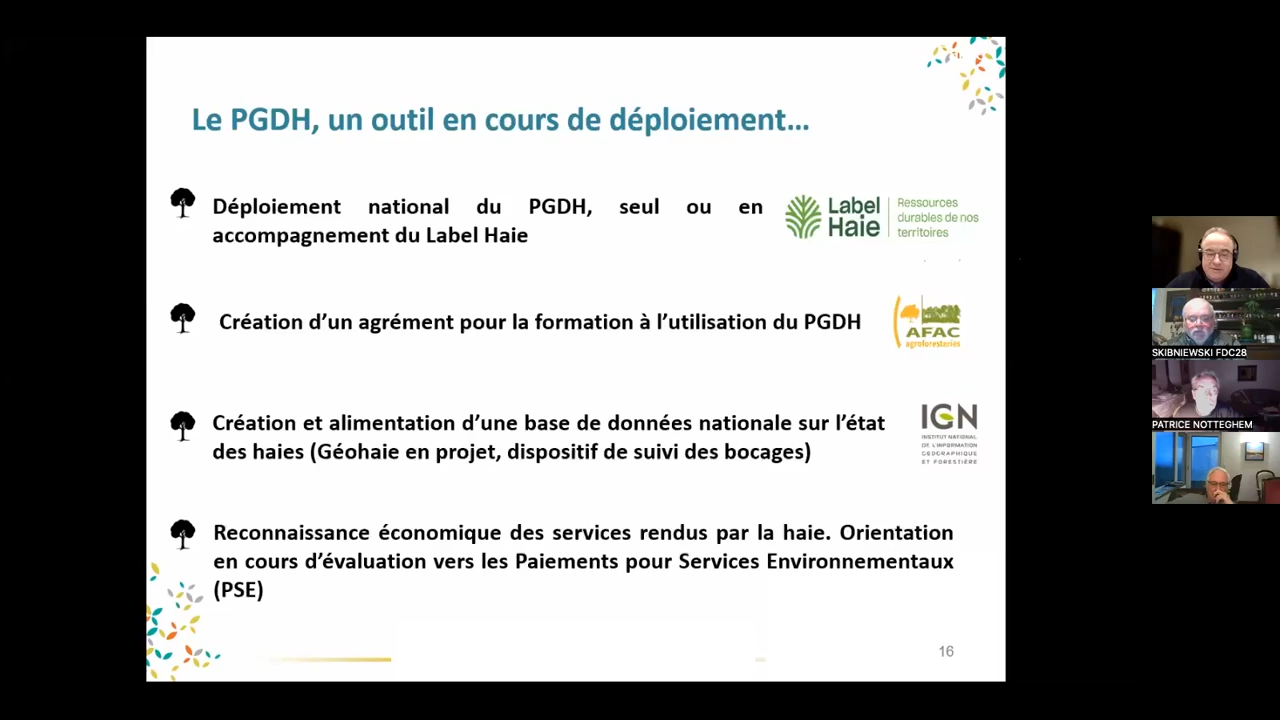 Le PGDH, un outil en cours de déploiement...
Déploiement national du PGDH, seul ou en
accompagnement du Label Haie
Label
Haie
Ressources
durables de nos
territoires
Création d’un agrément pour la formation à l’utilisation du PGDH
AFAC
agroforesteries
Création et alimentation d’une base de données nationale sur l’état
des haies (Géohaie en projet, dispositif de suivi des bocages)
IGN
INSTITUT NATIONAL
DE L’INFORMATION
GÉOGRAPHIQUE
ET FORESTIÈRE
Reconnaissance économique des services rendus par la haie. Orientation
en cours d’évaluation vers les Paiements pour Services Environnementaux
(PSE)
16
SKIBNIEWSKI FDC28
PATRICE NOTTEGHEM